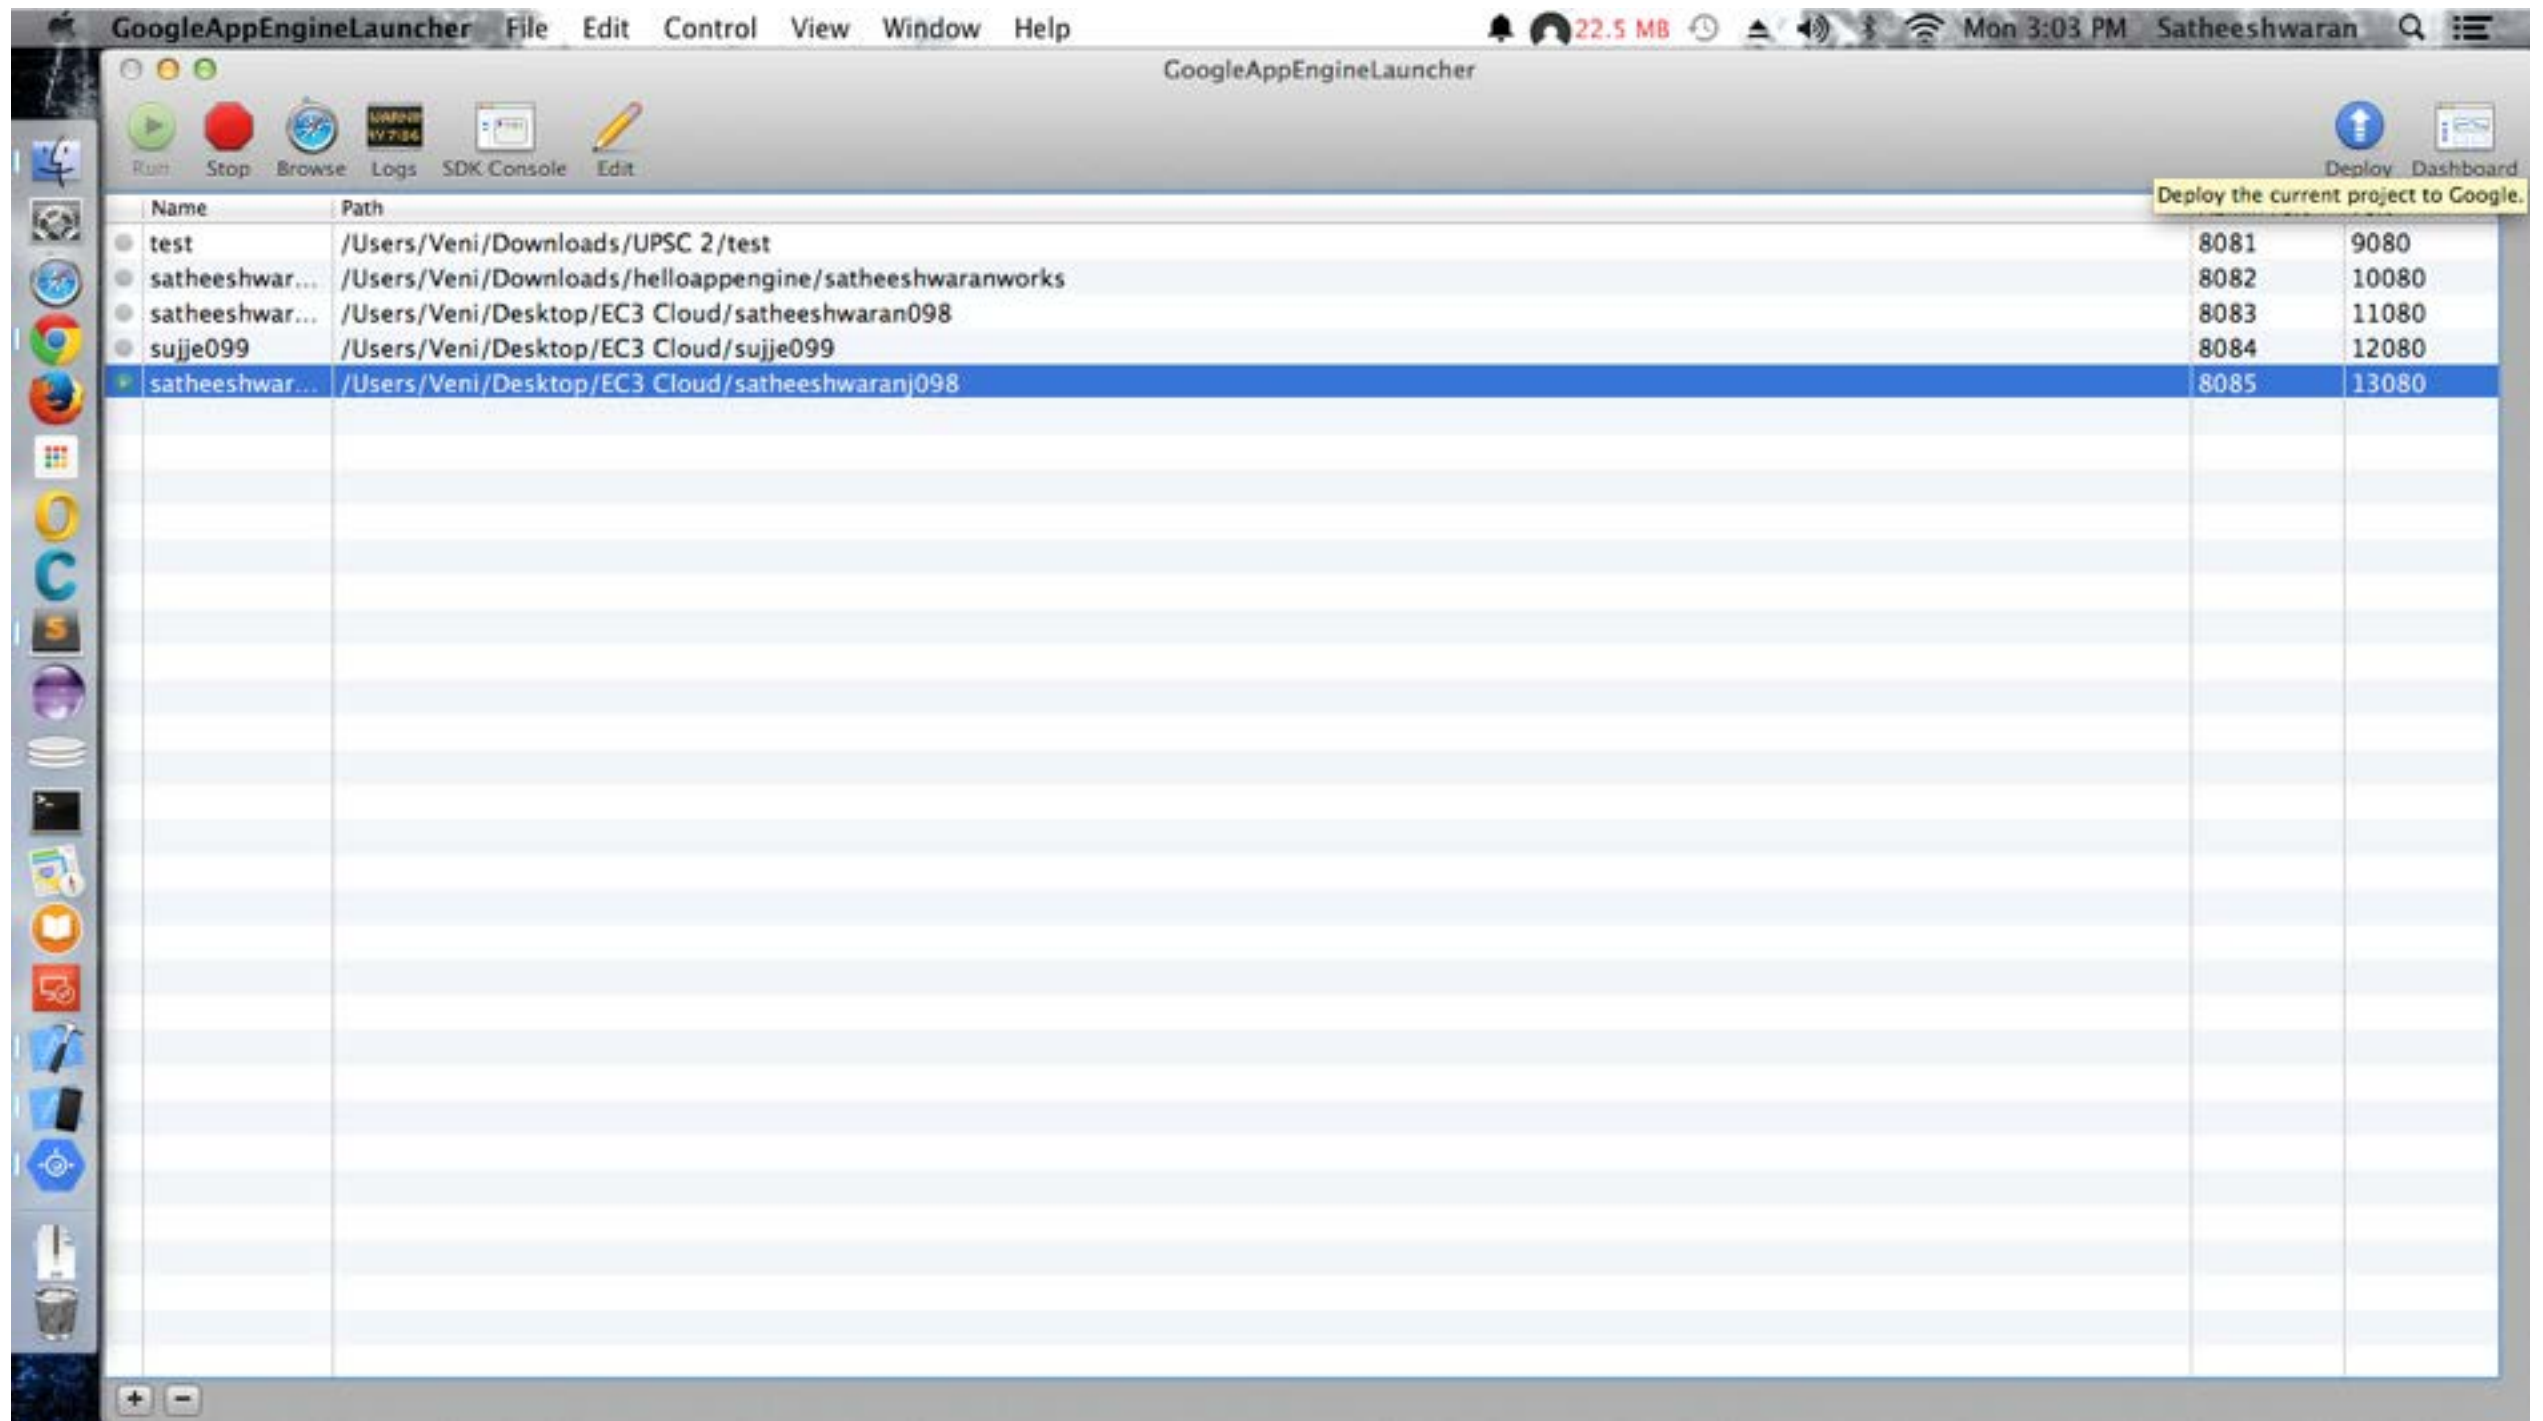 GoogleAppEngineLauncher File Edit Control View Window Help 22.5 MB Mon 3:03 PM Satheeshwaran
GoogleAppEngineLauncher
Run Stop Browse Logs SDK Console Edit Deploy Dashboard
Deploy the current project to Google.
Name Path
test /Users/Veni/Downloads/UPSC 2/test 8081 9080
satheeshwar... /Users/Veni/Downloads/helloappengine/satheeshwaranworks 8082 10080
satheeshwar... /Users/Veni/Desktop/EC3 Cloud/satheeshwaran098 8083 11080
sujje099 /Users/Veni/Desktop/EC3 Cloud/sujje099 8084 12080
satheeshwar... /Users/Veni/Desktop/EC3 Cloud/satheeshwaranj098 8085 13080